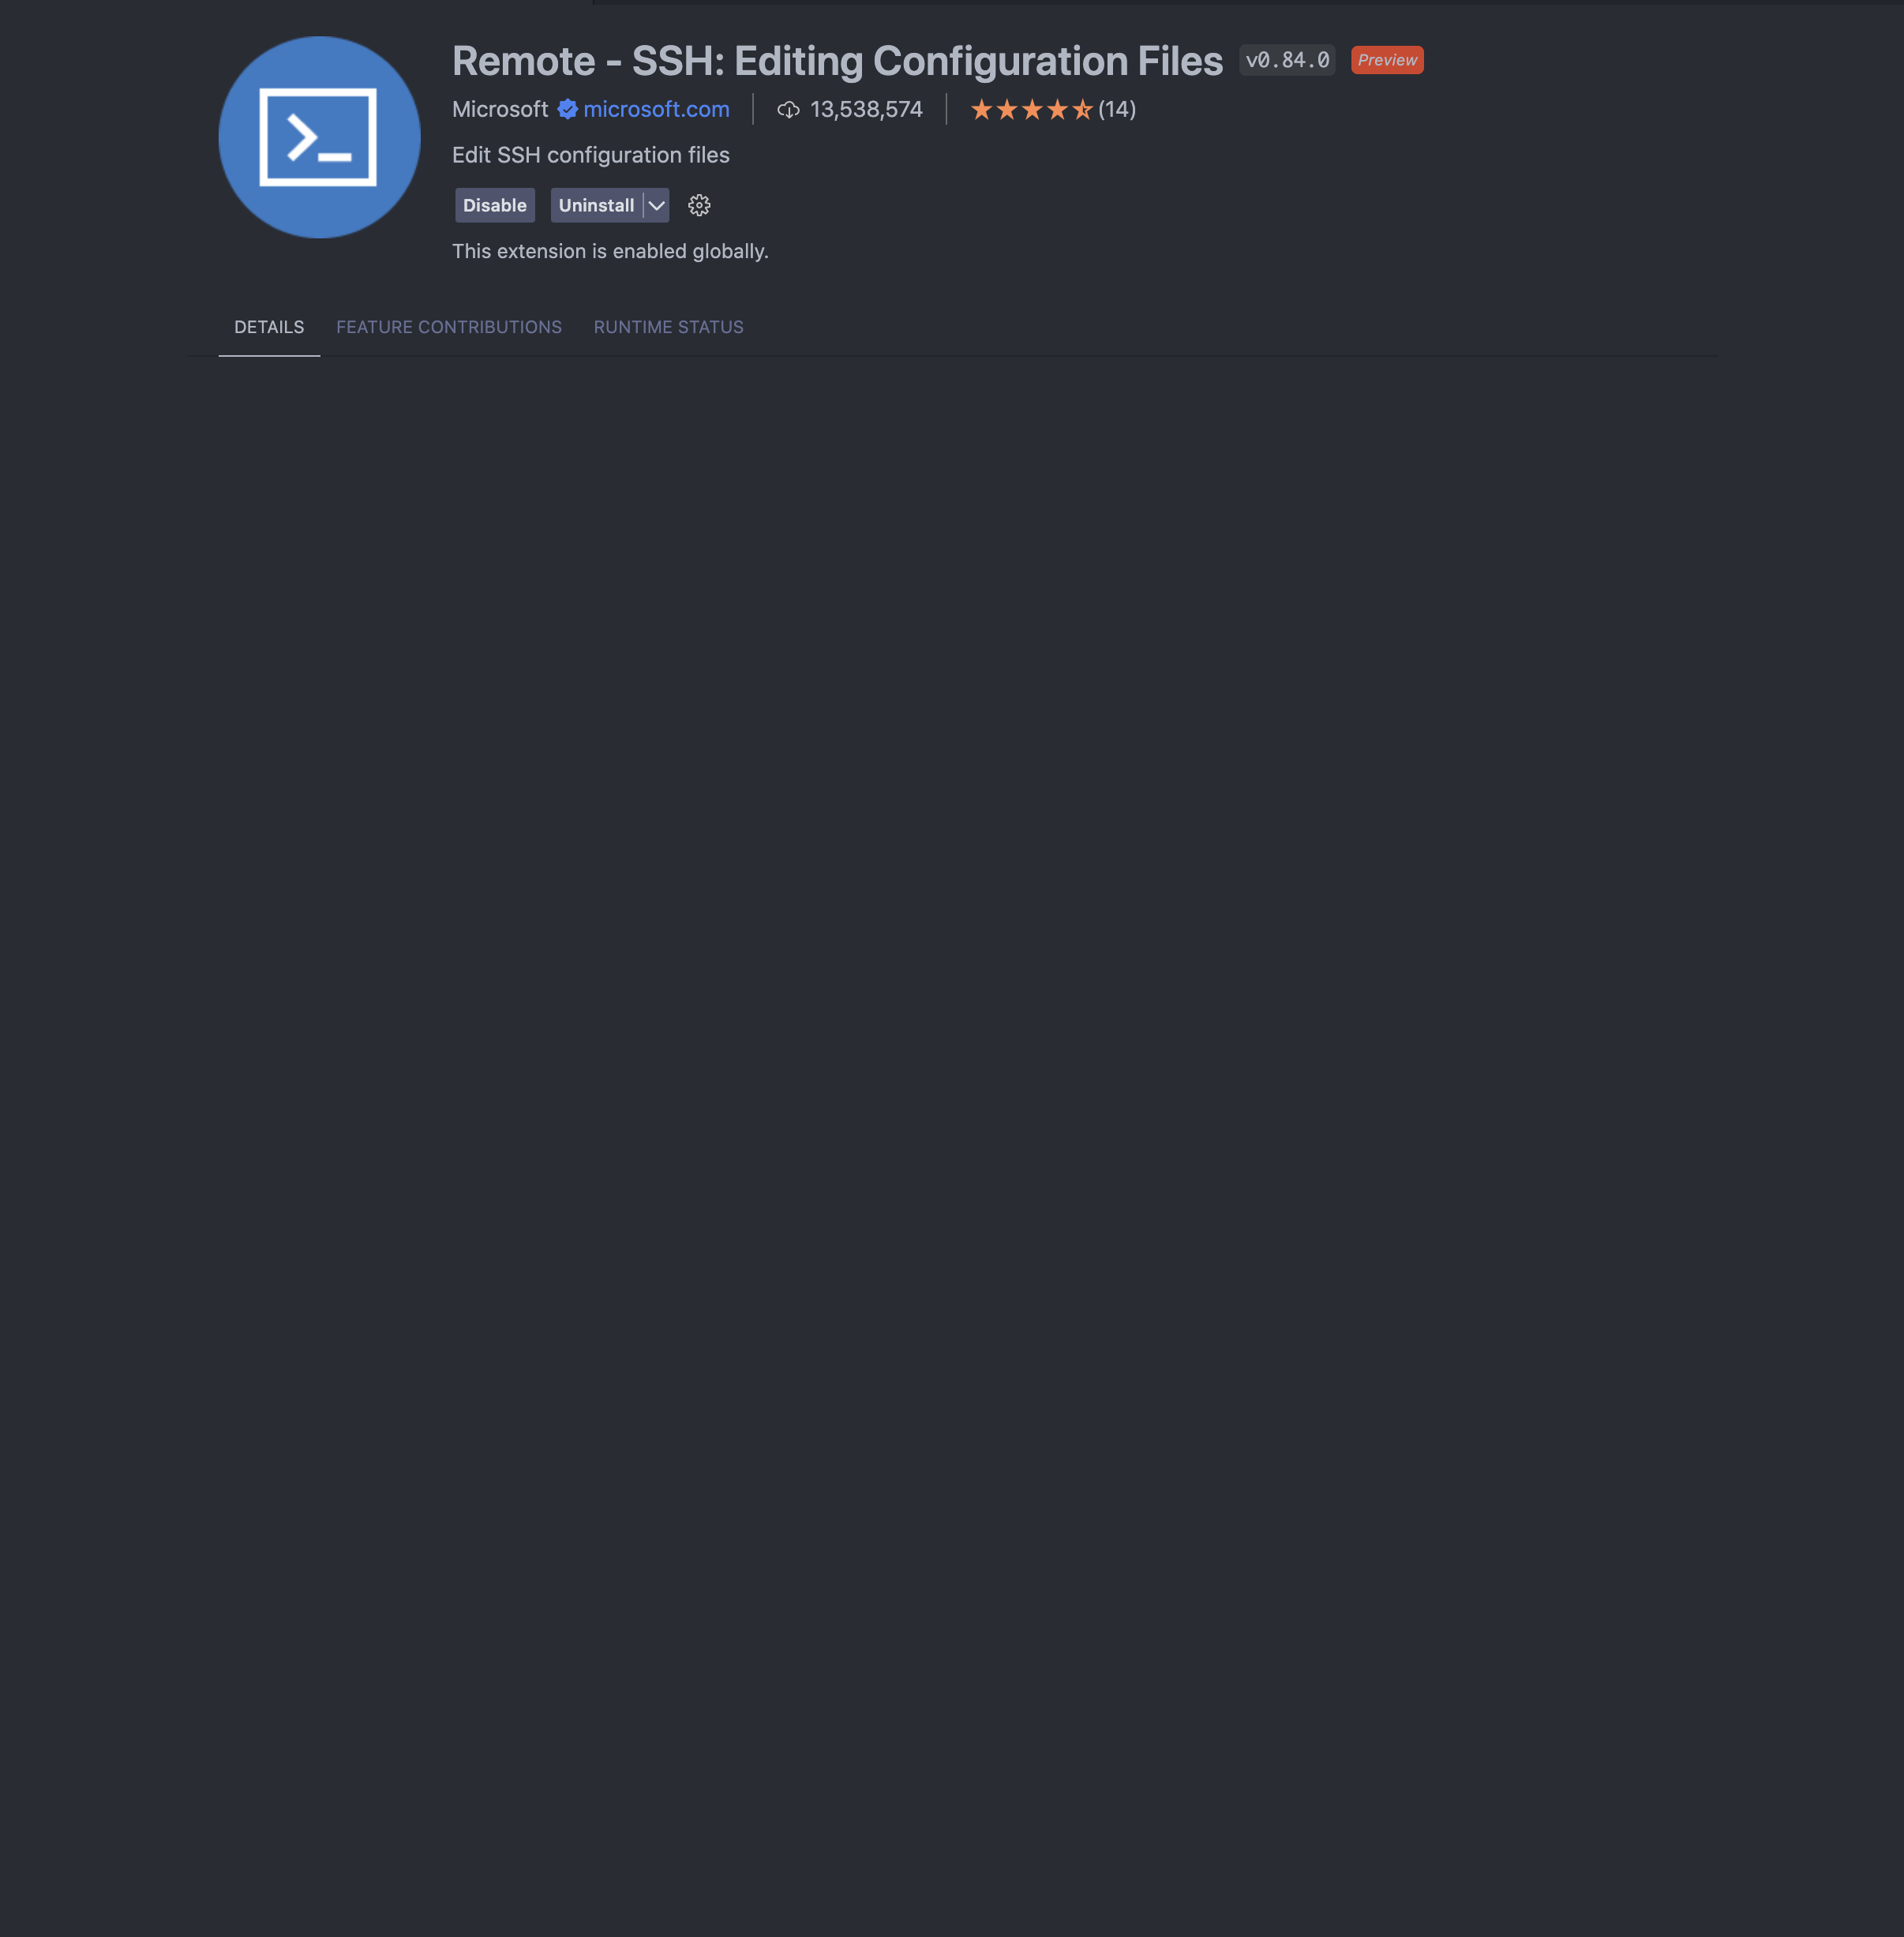 Remote - SSH: Editing Configuration Files v0.84.0 Preview
Microsoft microsoft.com 13,538,574 (14)
Edit SSH configuration files
Disable Uninstall
This extension is enabled globally.
DETAILS FEATURE CONTRIBUTIONS RUNTIME STATUS